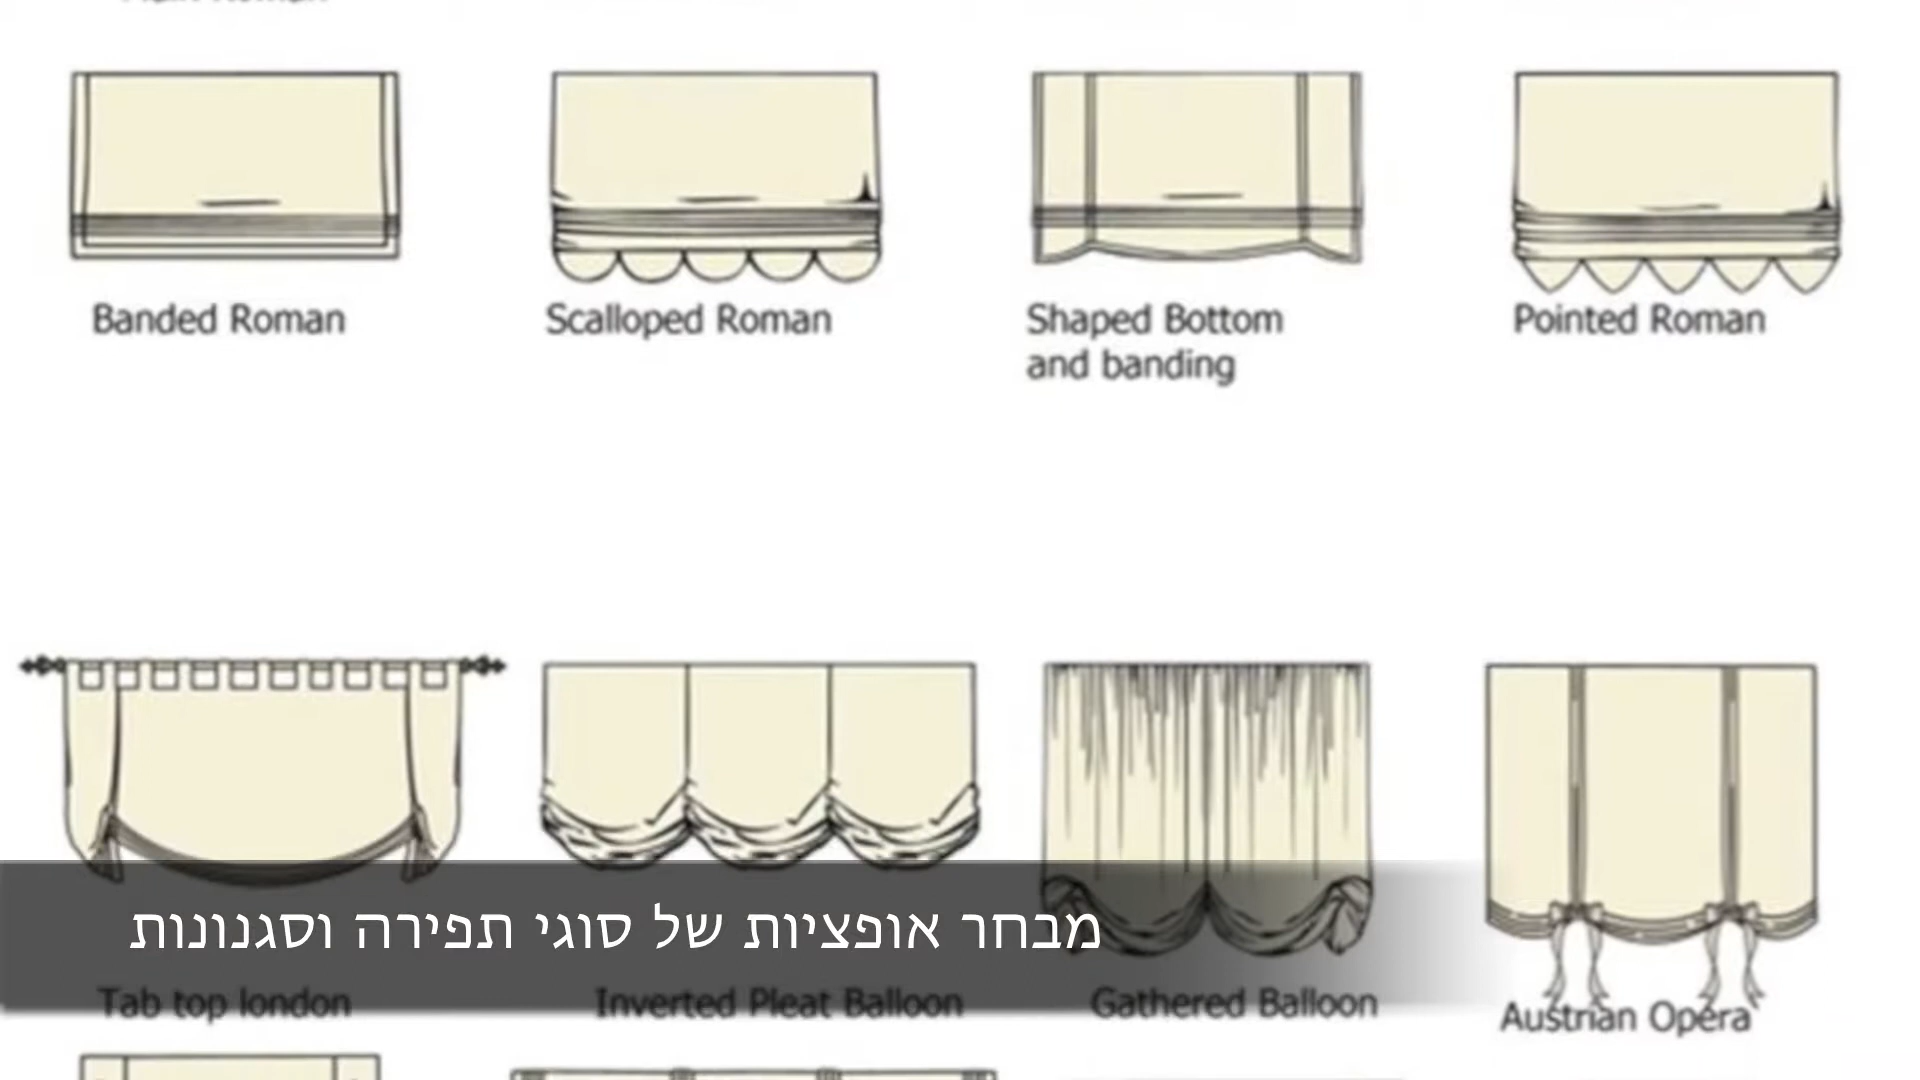 Banded Roman
Scalloped Roman
Shaped Bottom
and banding
Pointed Roman
מבחר אופציות של סוגי תפירה וסגנונות
Tab top london
Inverted Pleat Balloon
Gathered Balloon
Austrian Opera